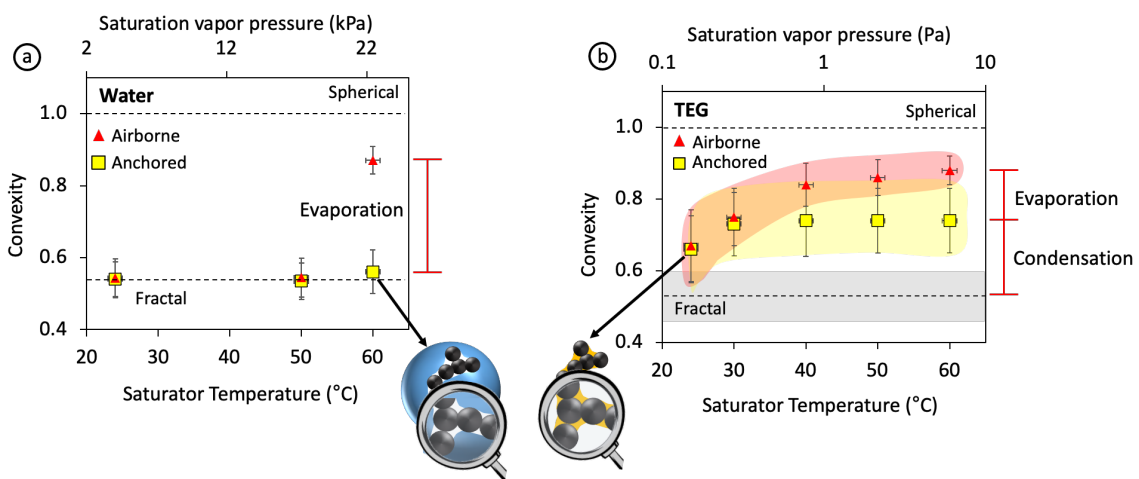 Saturation vapor pressure (kPa)
2 12 22
a
Water
Spherical
1.0
Airborne
Anchored
0.8
Evaporation
0.6
Fractal
0.4
Convexity
20 30 40 50 60
Saturator Temperature (°C)
Saturation vapor pressure (Pa)
0.1 1 10
b
TEG
Spherical
1.0
Airborne
Anchored
0.8
Evaporation
Condensation
0.6
Fractal
0.4
Convexity
20 30 40 50 60
Saturator Temperature (°C)